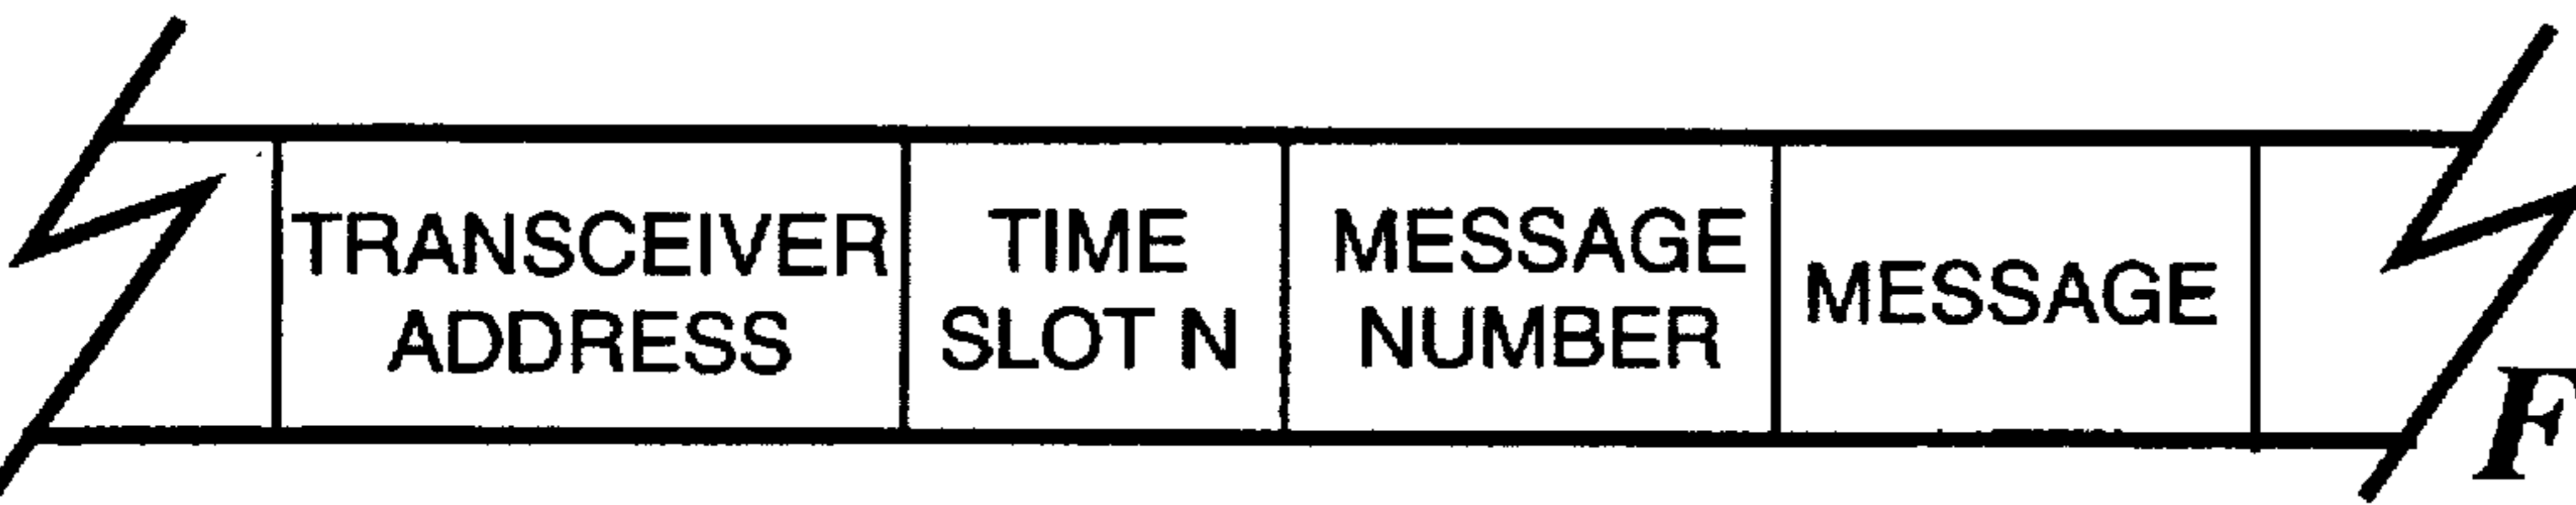 TRANSCEIVER
ADDRESS
TIME
SLOT N
MESSAGE
NUMBER
MESSAGE
F